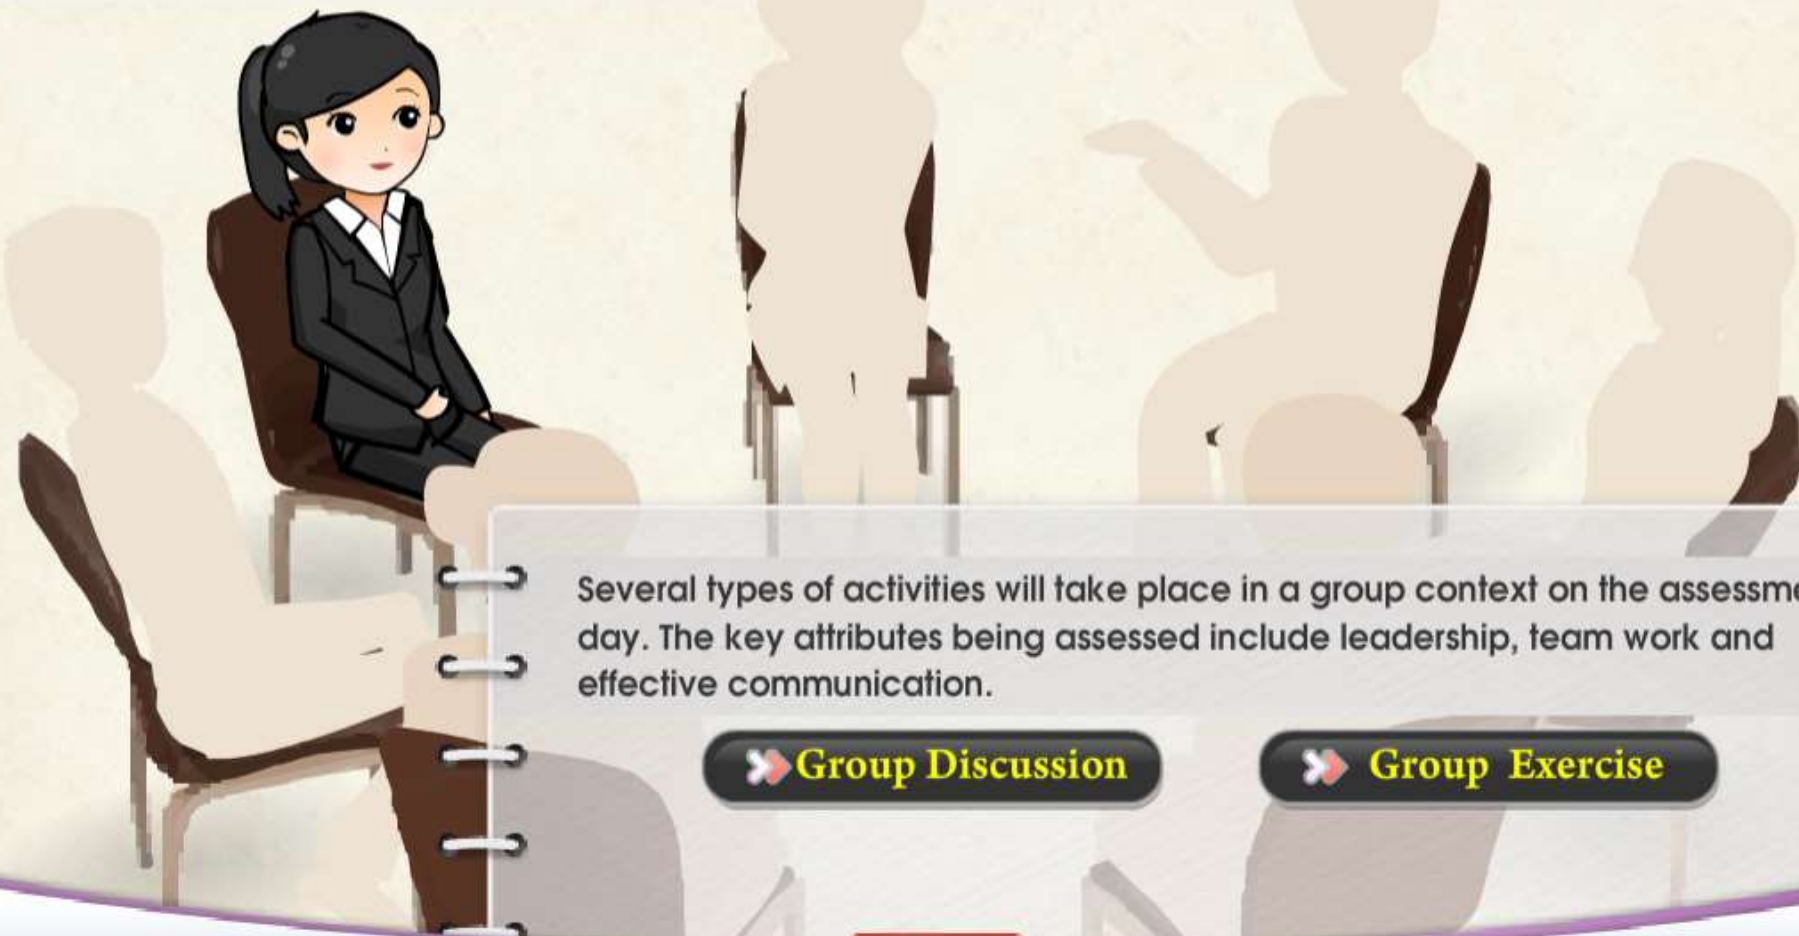 Several types of activities will take place in a group context on the assessme
day. The key attributes being assessed include leadership, team work and
effective communication.
Group Discussion
Group Exercise